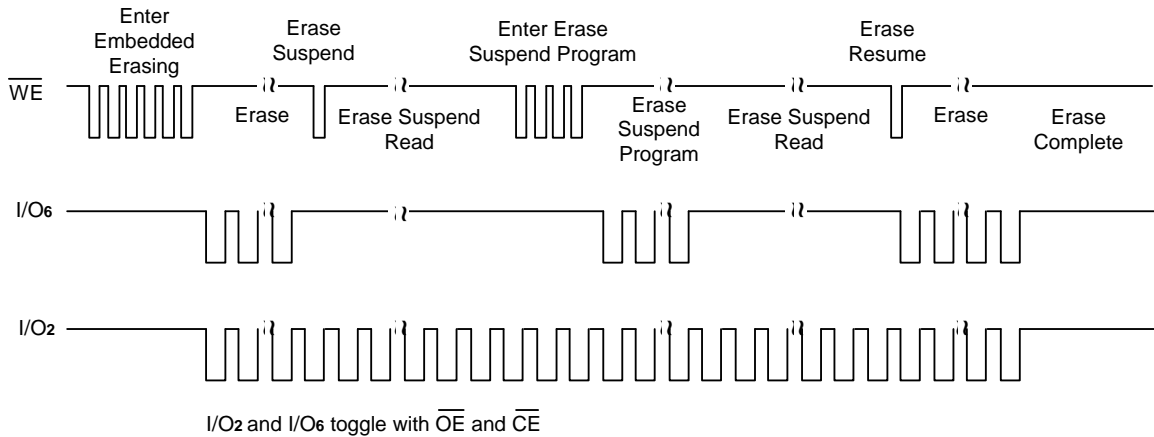 Enter
Embedded
Erasing
Erase
Suspend
Enter Erase
Suspend Program
Erase
Resume
WE
Erase
Erase Suspend
Read
Erase
Suspend
Program
Erase Suspend
Read
Erase
Erase
Complete
I/O6
I/O2
I/O2 and I/O6 toggle with OE and CE